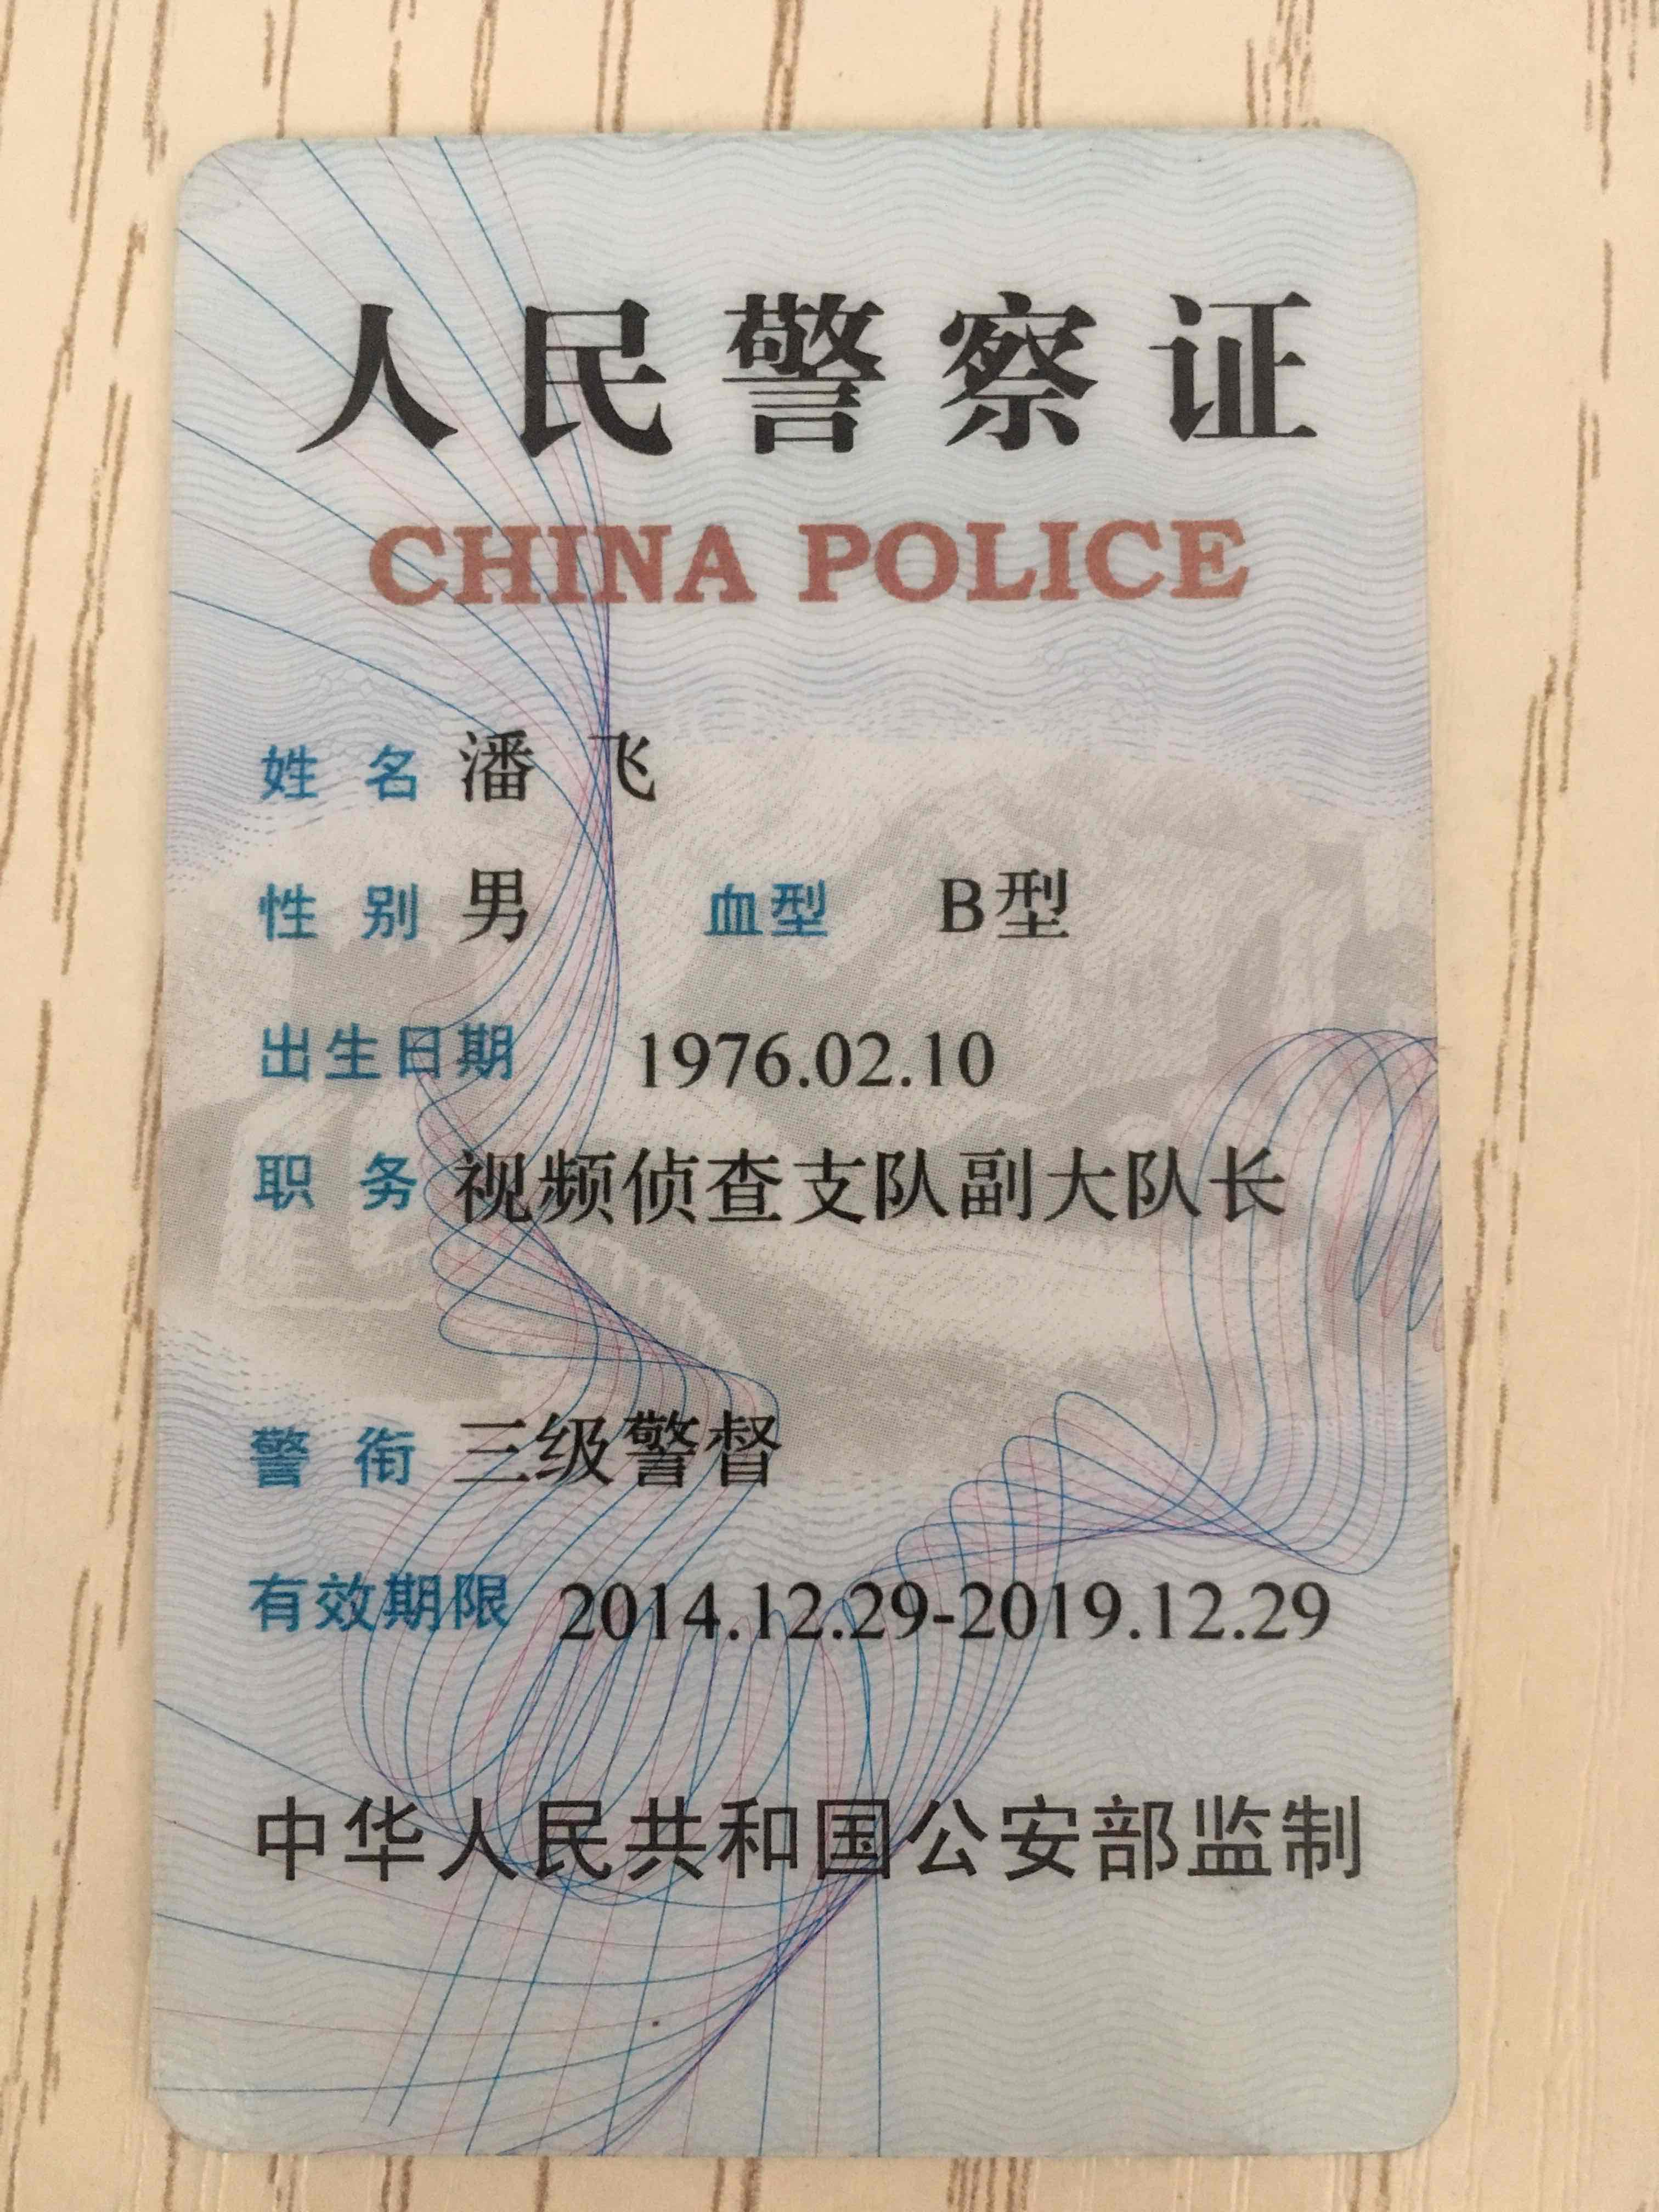 人民警察证
CHINA POLICE
姓名 潘飞
性别 男 血型 B型
出生日期 1976.02.10
职务 视频侦查支队副大队长
警衔 三级警督
有效期限 2014.12.29-2019.12.29
中华人民共和国公安部监制